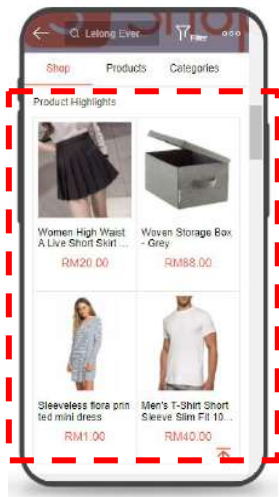 Shop
Lelong Ever
Filter
Shop Products Categories
Product Highlights
Women High Waist
A Live Short Skirt ...
RM20.00
Woven Storage Box
- Grey
RM88.00
Sleeveless flora prin
ted mini dress
RM1.00
Men's T-Shirt Short
Sleeve Slim Fit 10...
RM40.00